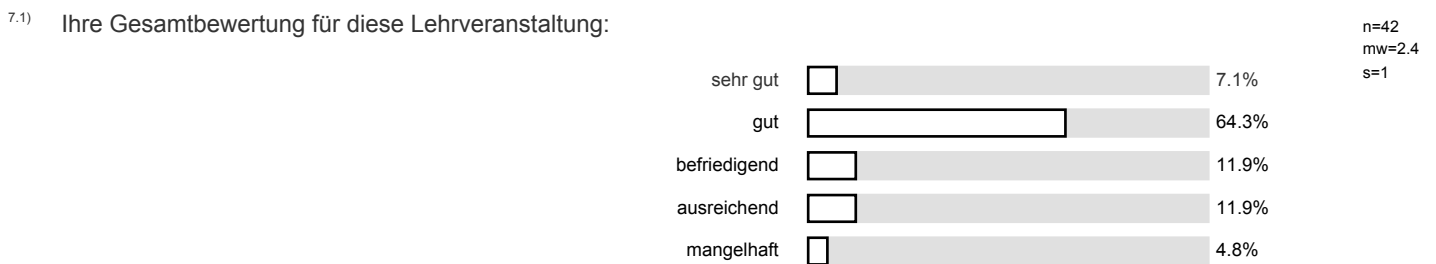 7.1) Ihre Gesamtbewertung für diese Lehrveranstaltung:
n=42
mw=2.4
s=1
sehr gut 7.1%
gut 64.3%
befriedigend 11.9%
ausreichend 11.9%
mangelhaft 4.8%